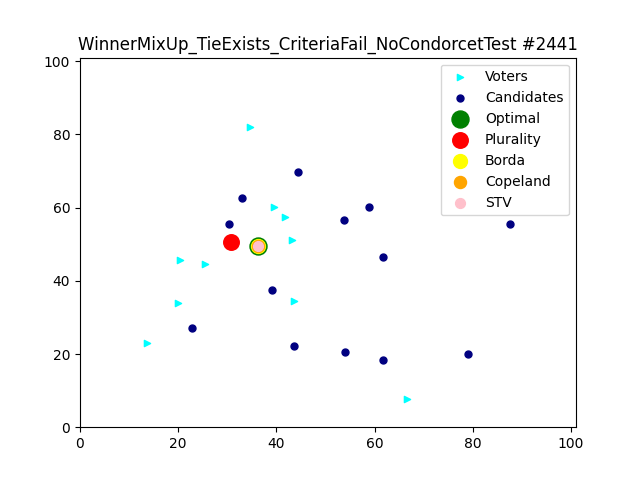 WinnerMixUp_TieExists_CriteriaFail_NoCondorcetTest #2441
Voters
Candidates
Optimal
Plurality
Borda
Copeland
STV
100
80
60
40
20
0
0 20 40 60 80 100